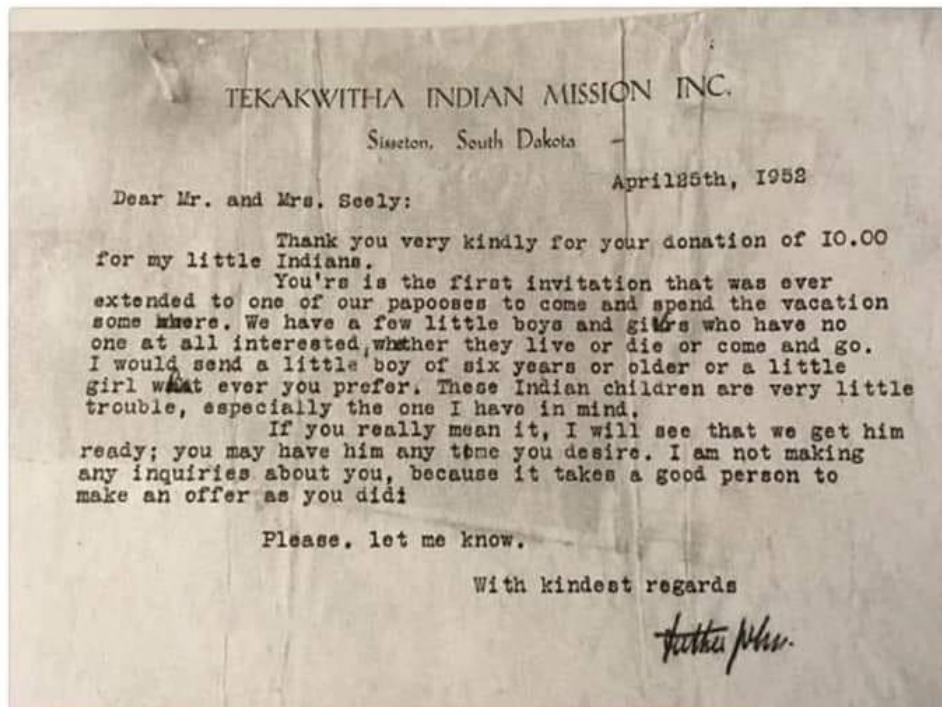 TEKAKWITHA INDIAN MISSION INC.
Sisseton, South Dakota
April25th, I952
Dear Mr. and Mrs. Seely:
Thank you very kindly for your donation of I0.00
for my little Indians.
You'rs is the first invitation that was ever
extended to one of our papooses to come and spend the vacation
some where. We have a few little boys and girls who have no
one at all interested, whether they live or die or come and go.
I would send a little boy of six years or older or a little
girl what ever you prefer. These Indian children are very little
trouble, especially the one I have in mind.
If you really mean it, I will see that we get him
ready; you may have him any tome you desire. I am not making
any inquiries about you, because it takes a good person to
make an offer as you did!
Please. let me know.
With kindest regards
Father John.